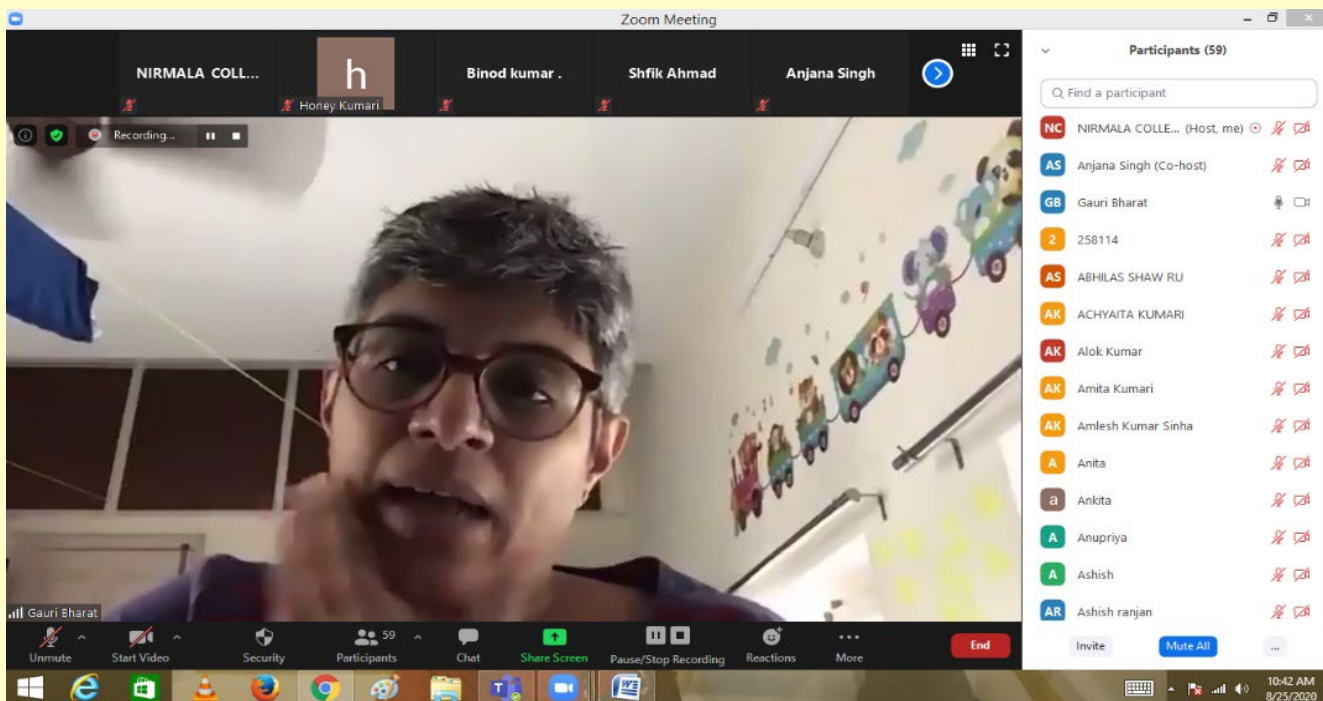 Zoom Meeting
NIRMALA COLL...
h
Honey Kumari
Binod kumar .
Shfik Ahmad
Anjana Singh
Recording...
Gauri Bharat
Participants (59)
Find a participant
NC NIRMALA COLLE... (Host, me)
AS Anjana Singh (Co-host)
GB Gauri Bharat
2 258114
AS ABHILAS SHAW RU
AK ACHYAITA KUMARI
AK Alok Kumar
AK Amita Kumari
AK Amlesh Kumar Sinha
A Anita
a Ankita
A Anupriya
A Ashish
AR Ashish ranjan
Invite Mute All ...
Unmute Start Video Security Participants 59 Chat Share Screen Pause/Stop Recording Reactions More End
10:42 AM
8/25/2020